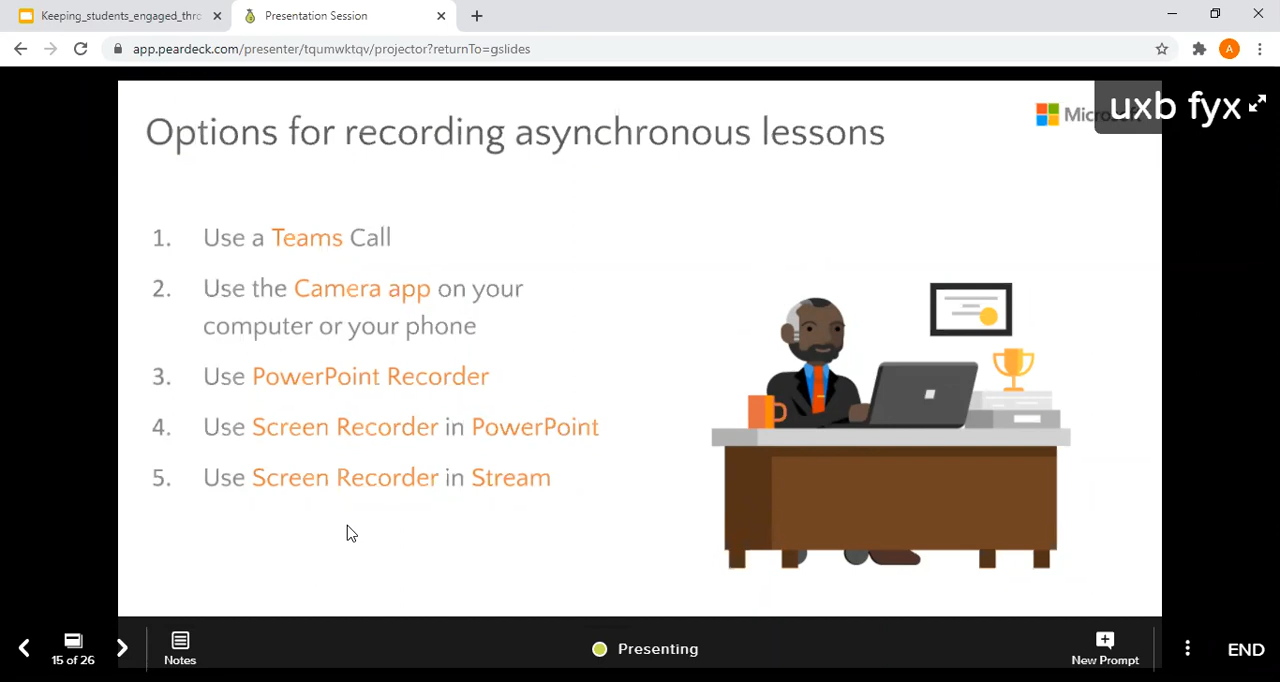 Keeping_students_engaged_thro
Presentation Session
app.peardeck.com/presenter/tqumwktqv/projector?returnTo=gslides
A
uxb fyx
Options for recording asynchronous lessons
1. Use a Teams Call
2. Use the Camera app on your
computer or your phone
3. Use PowerPoint Recorder
4. Use Screen Recorder in PowerPoint
5. Use Screen Recorder in Stream
15 of 26
Notes
Presenting
New Prompt
END